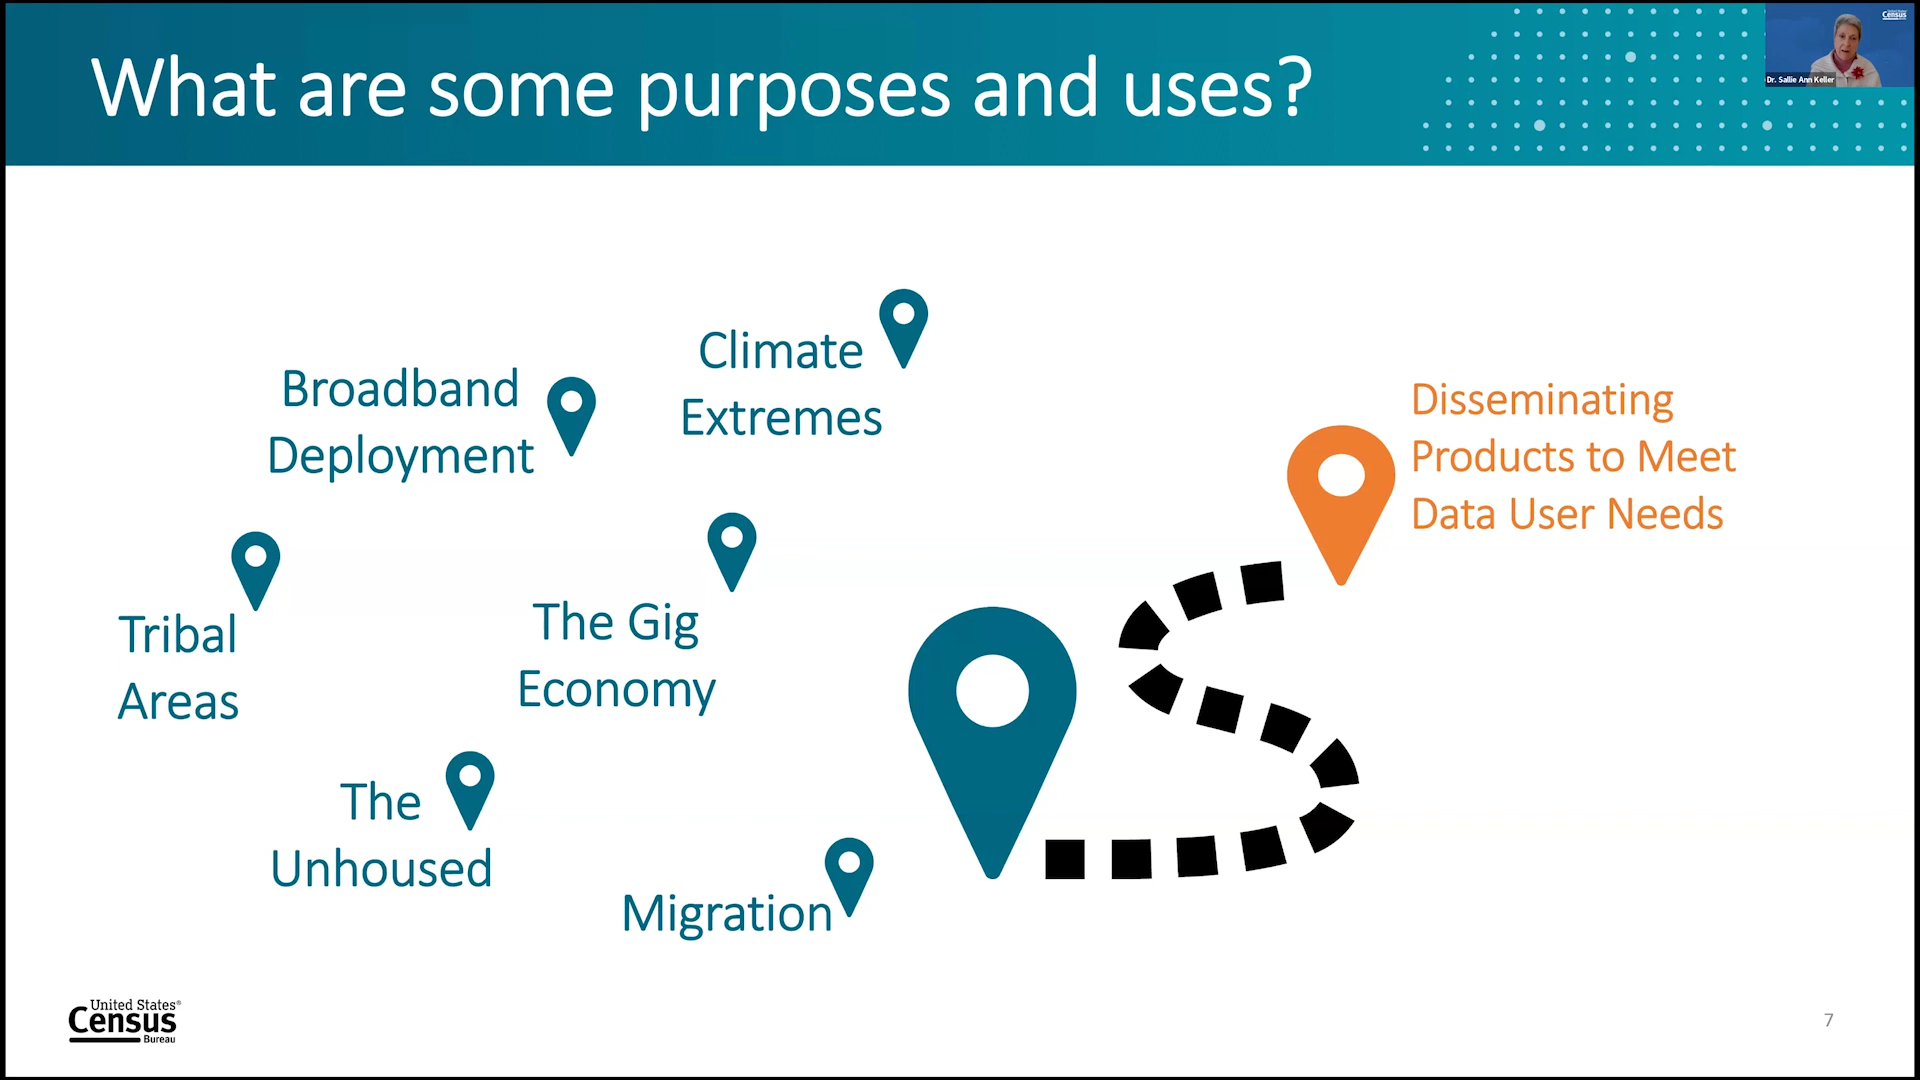 What are some purposes and uses?
Census
Dr. Sallie Ann Keller
Climate
Extremes
Broadband
Deployment
Disseminating
Products to Meet
Data User Needs
Tribal
Areas
The Gig
Economy
The
Unhoused
Migration
United States®
Census
Bureau
7